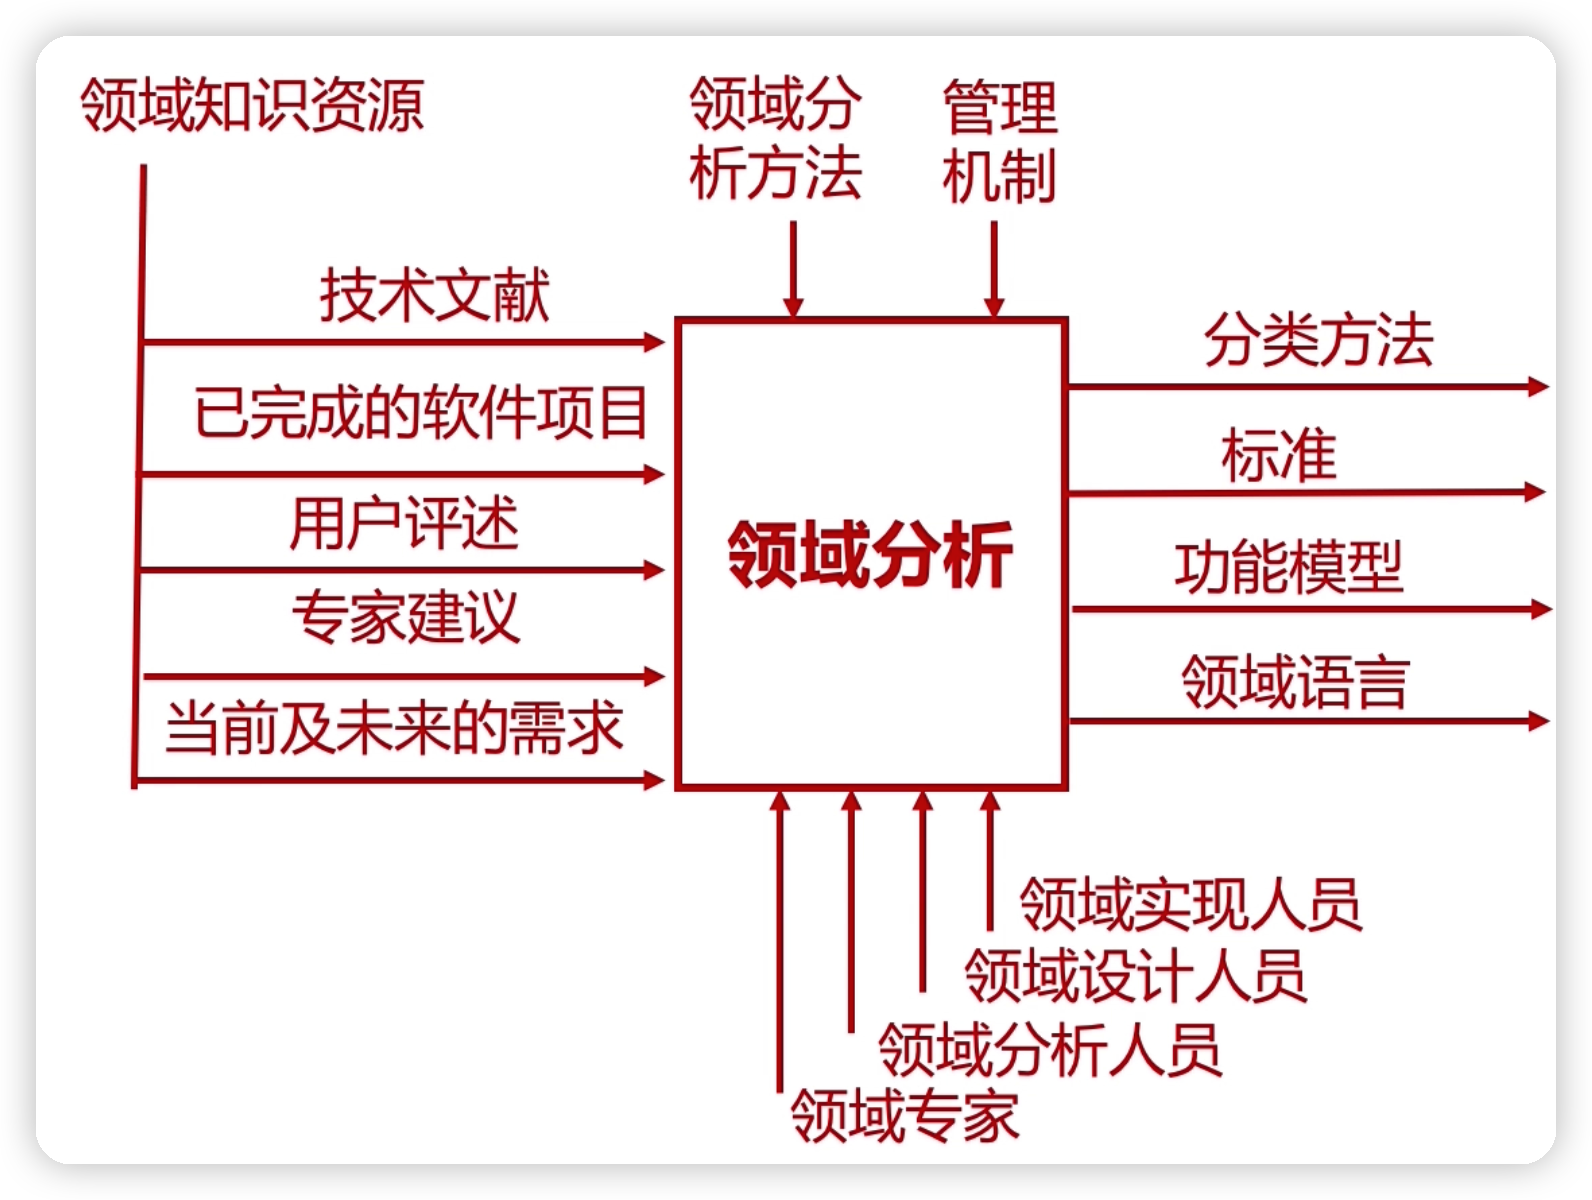 领域知识资源
领域分
析方法
管理
机制
技术文献
已完成的软件项目
用户评述
专家建议
当前及未来的需求
领域分析
分类方法
标准
功能模型
领域语言
领域实现人员
领域设计人员
领域分析人员
领域专家